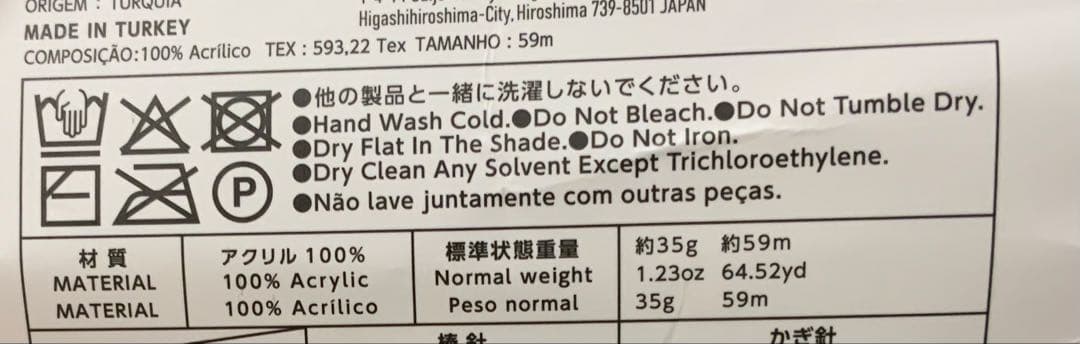 ORIGEM : TURQUIA
MADE IN TURKEY
Higashihiroshima-City, Hiroshima 739-8501 JAPAN
COMPOSIÇÃO:100% Acrílico TEX : 593,22 Tex TAMANHO : 59m
●他の製品と一緒に洗濯しないでください。
●Hand Wash Cold.●Do Not Bleach.●Do Not Tumble Dry.
●Dry Flat In The Shade.●Do Not Iron.
●Dry Clean Any Solvent Except Trichloroethylene.
●Não lave juntamente com outras peças.
P
材 質 アクリル 100% 標準状態重量 約35g 約59m
MATERIAL 100% Acrylic Normal weight 1.23oz 64.52yd
MATERIAL 100% Acrílico Peso normal 35g 59m
棒 針 かぎ針